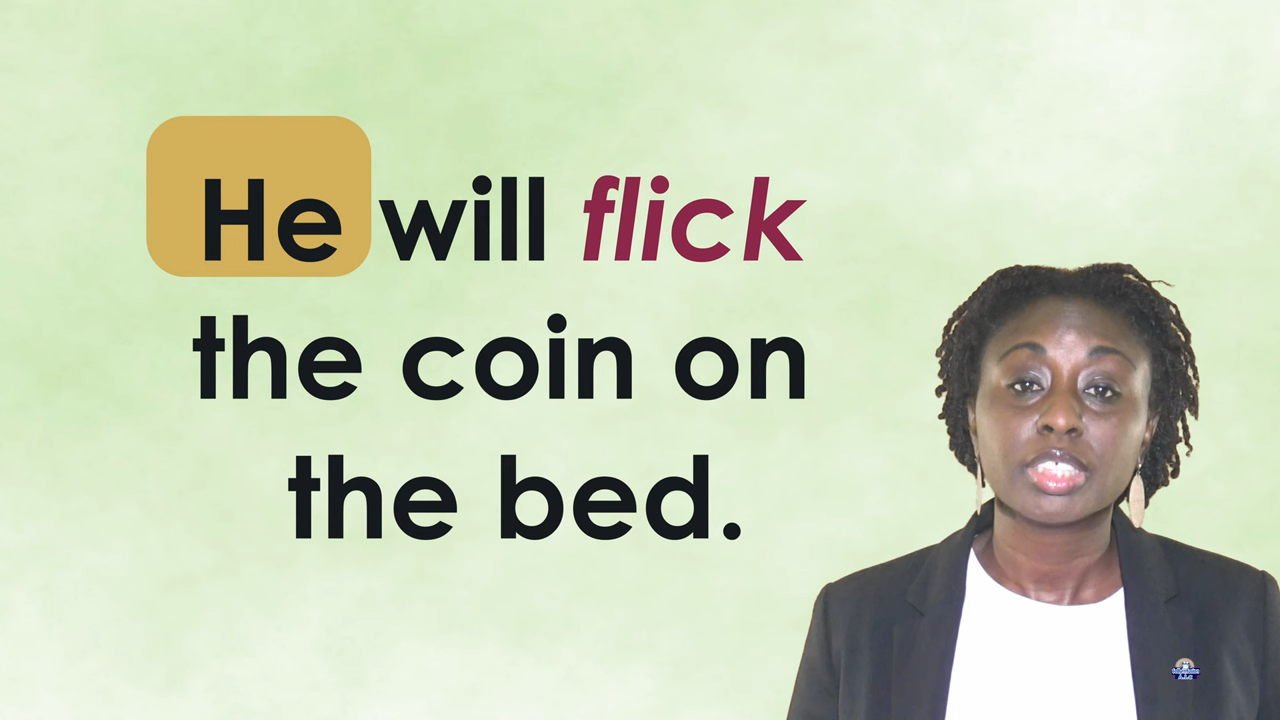 He will flick
the coin on
the bed.